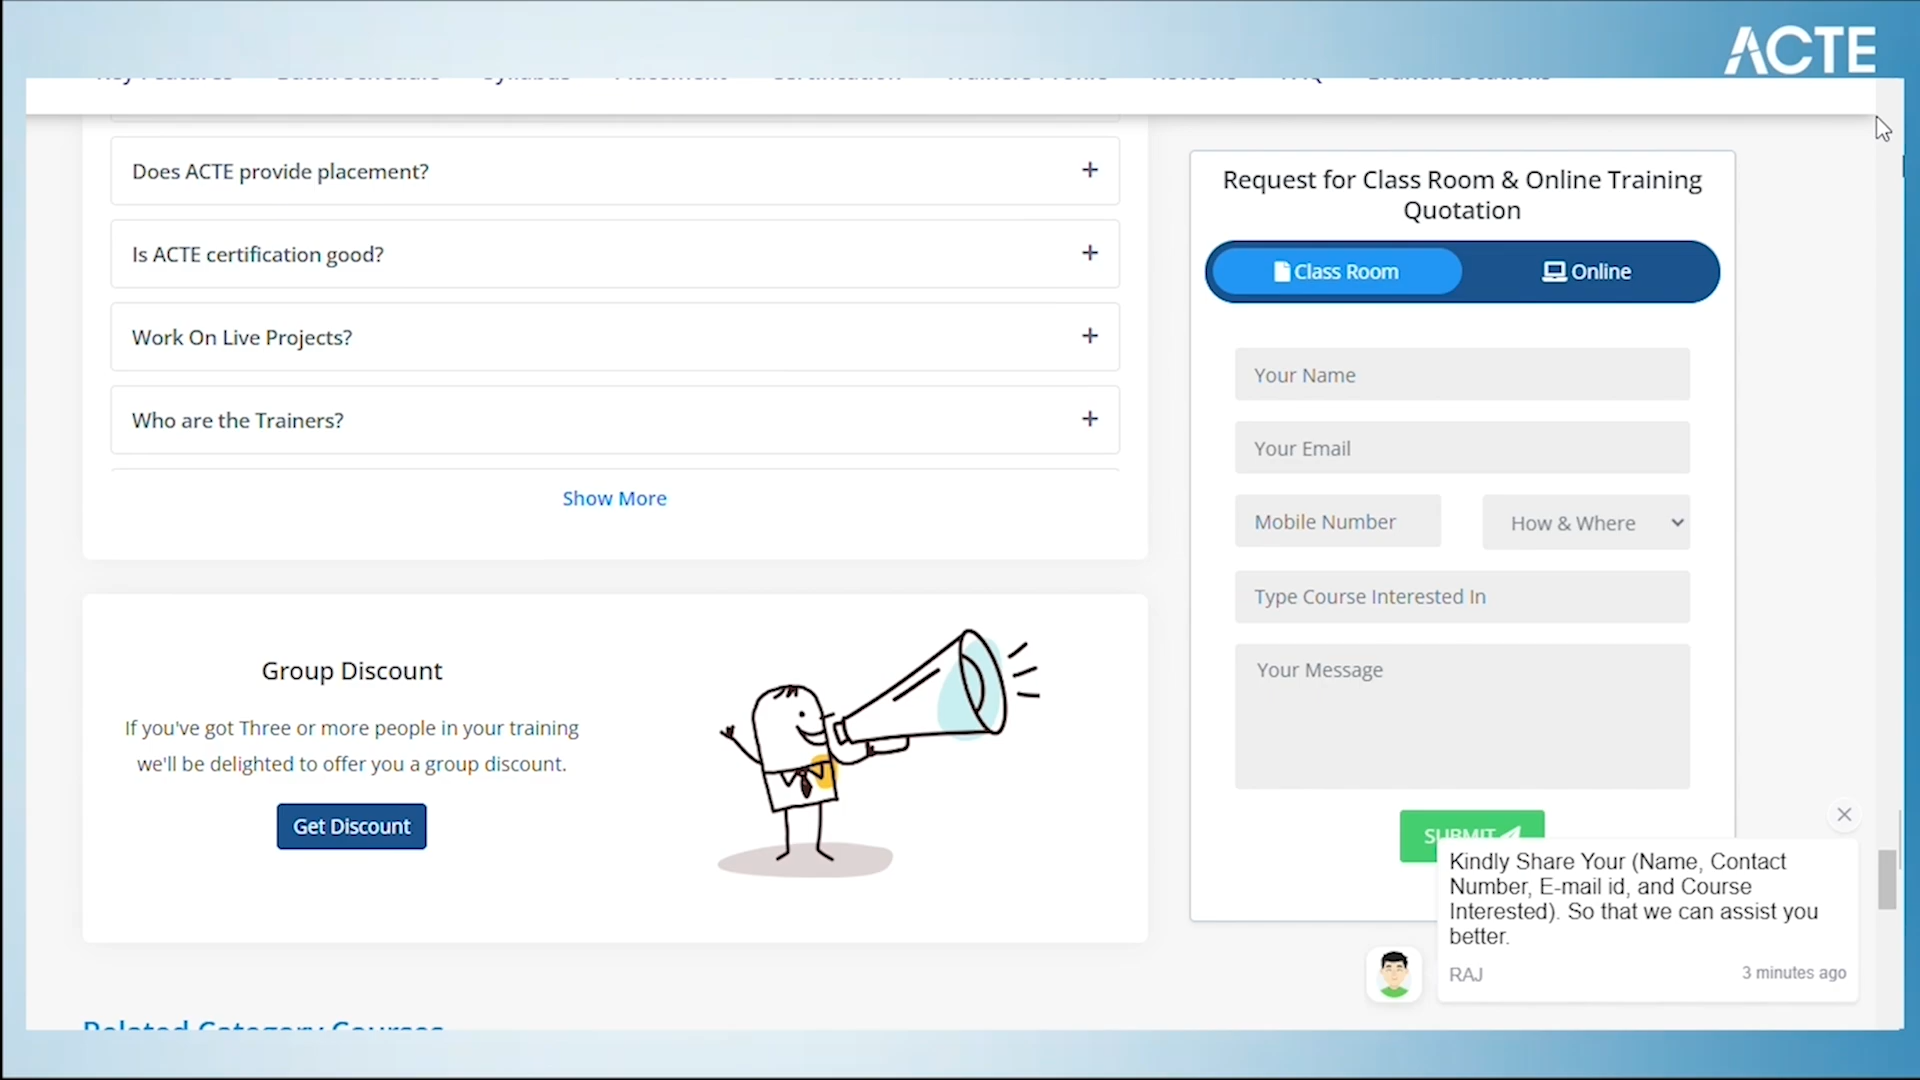 ACTE
Does ACTE provide placement?
Is ACTE certification good?
Work On Live Projects?
Who are the Trainers?
Show More
Group Discount
If you've got Three or more people in your training
we'll be delighted to offer you a group discount.
Get Discount
Request for Class Room & Online Training
Quotation
Class Room
Online
Your Name
Your Email
Mobile Number
How & Where
Type Course Interested In
Your Message
SUBMIT
Kindly Share Your (Name, Contact
Number, E-mail id, and Course
Interested). So that we can assist you
better.
RAJ
3 minutes ago
Related Category Courses